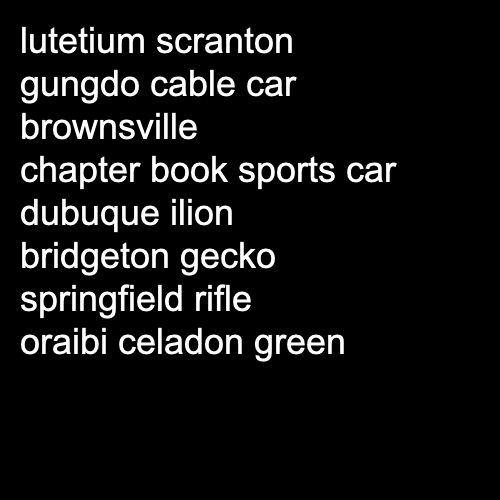 lutetium scranton
gungdo cable car
brownsville
chapter book sports car
dubuque ilion
bridgeton gecko
springfield rifle
oraibi celadon green